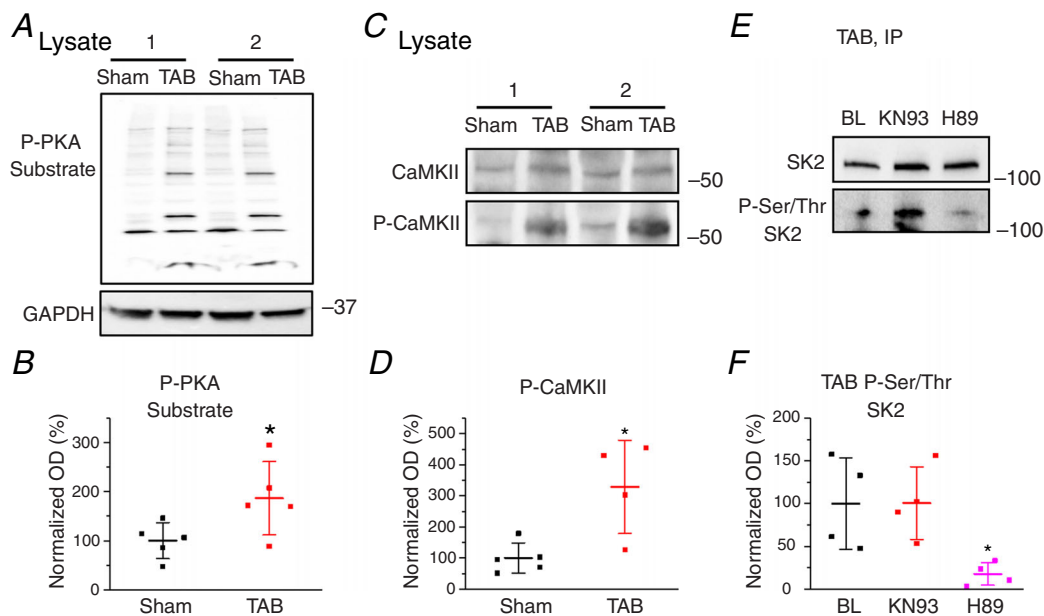 A Lysate
1 2
Sham TAB Sham TAB
P-PKA
Substrate
GAPDH
–37
C Lysate
1 2
Sham TAB Sham TAB
CaMKII
–50
P-CaMKII
–50
E TAB, IP
BL KN93 H89
SK2
–100
P-Ser/Thr
SK2
–100
B P-PKA
Substrate
Normalized OD (%)
300
200
100
0
*
Sham TAB
D P-CaMKII
Normalized OD (%)
500
400
300
200
100
0
*
Sham TAB
F TAB P-Ser/Thr
SK2
Normalized OD (%)
150
200
100
50
0
*
BL KN93 H89